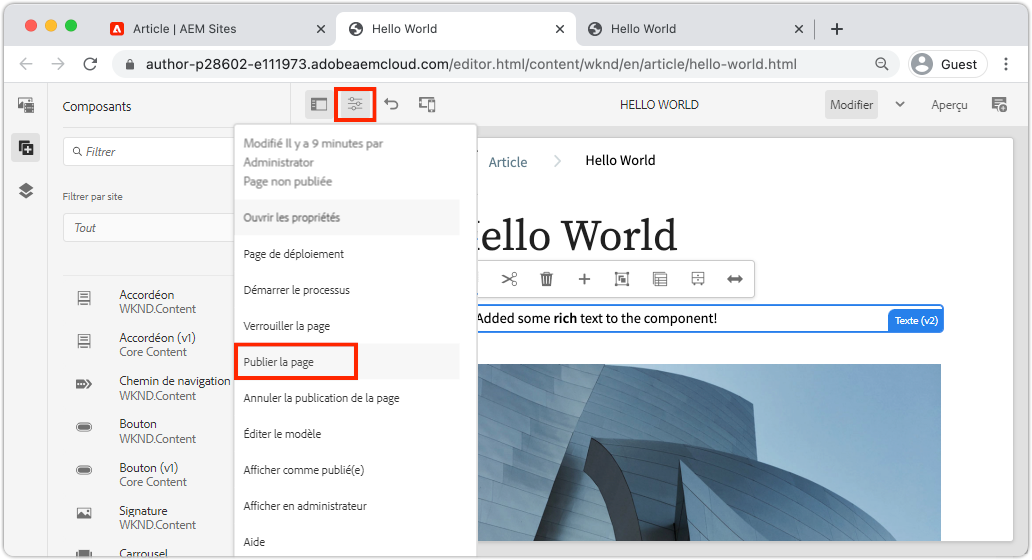 Article | AEM Sites
Hello World
Hello World
author-p28602-e111973.adobeaemcloud.com/editor.html/content/wknd/en/article/hello-world.html
Guest
Composants
HELLO WORLD
Modifier
Aperçu
Filtrer
Filtrer par site
Tout
Accordéon
WKND.Content
Accordéon (v1)
Core Content
Chemin de navigation
WKND.Content
Bouton
WKND.Content
Bouton (v1)
Core Content
Signature
WKND.Content
Carrousel
Modifié Il y a 9 minutes par
Administrator
Page non publiée
Ouvrir les propriétés
Page de déploiement
Démarrer le processus
Verrouiller la page
Publier la page
Annuler la publication de la page
Éditer le modèle
Afficher comme publié(e)
Afficher en administrateur
Aide
Article
Hello World
Hello World
Added some rich text to the component!
Texte (v2)